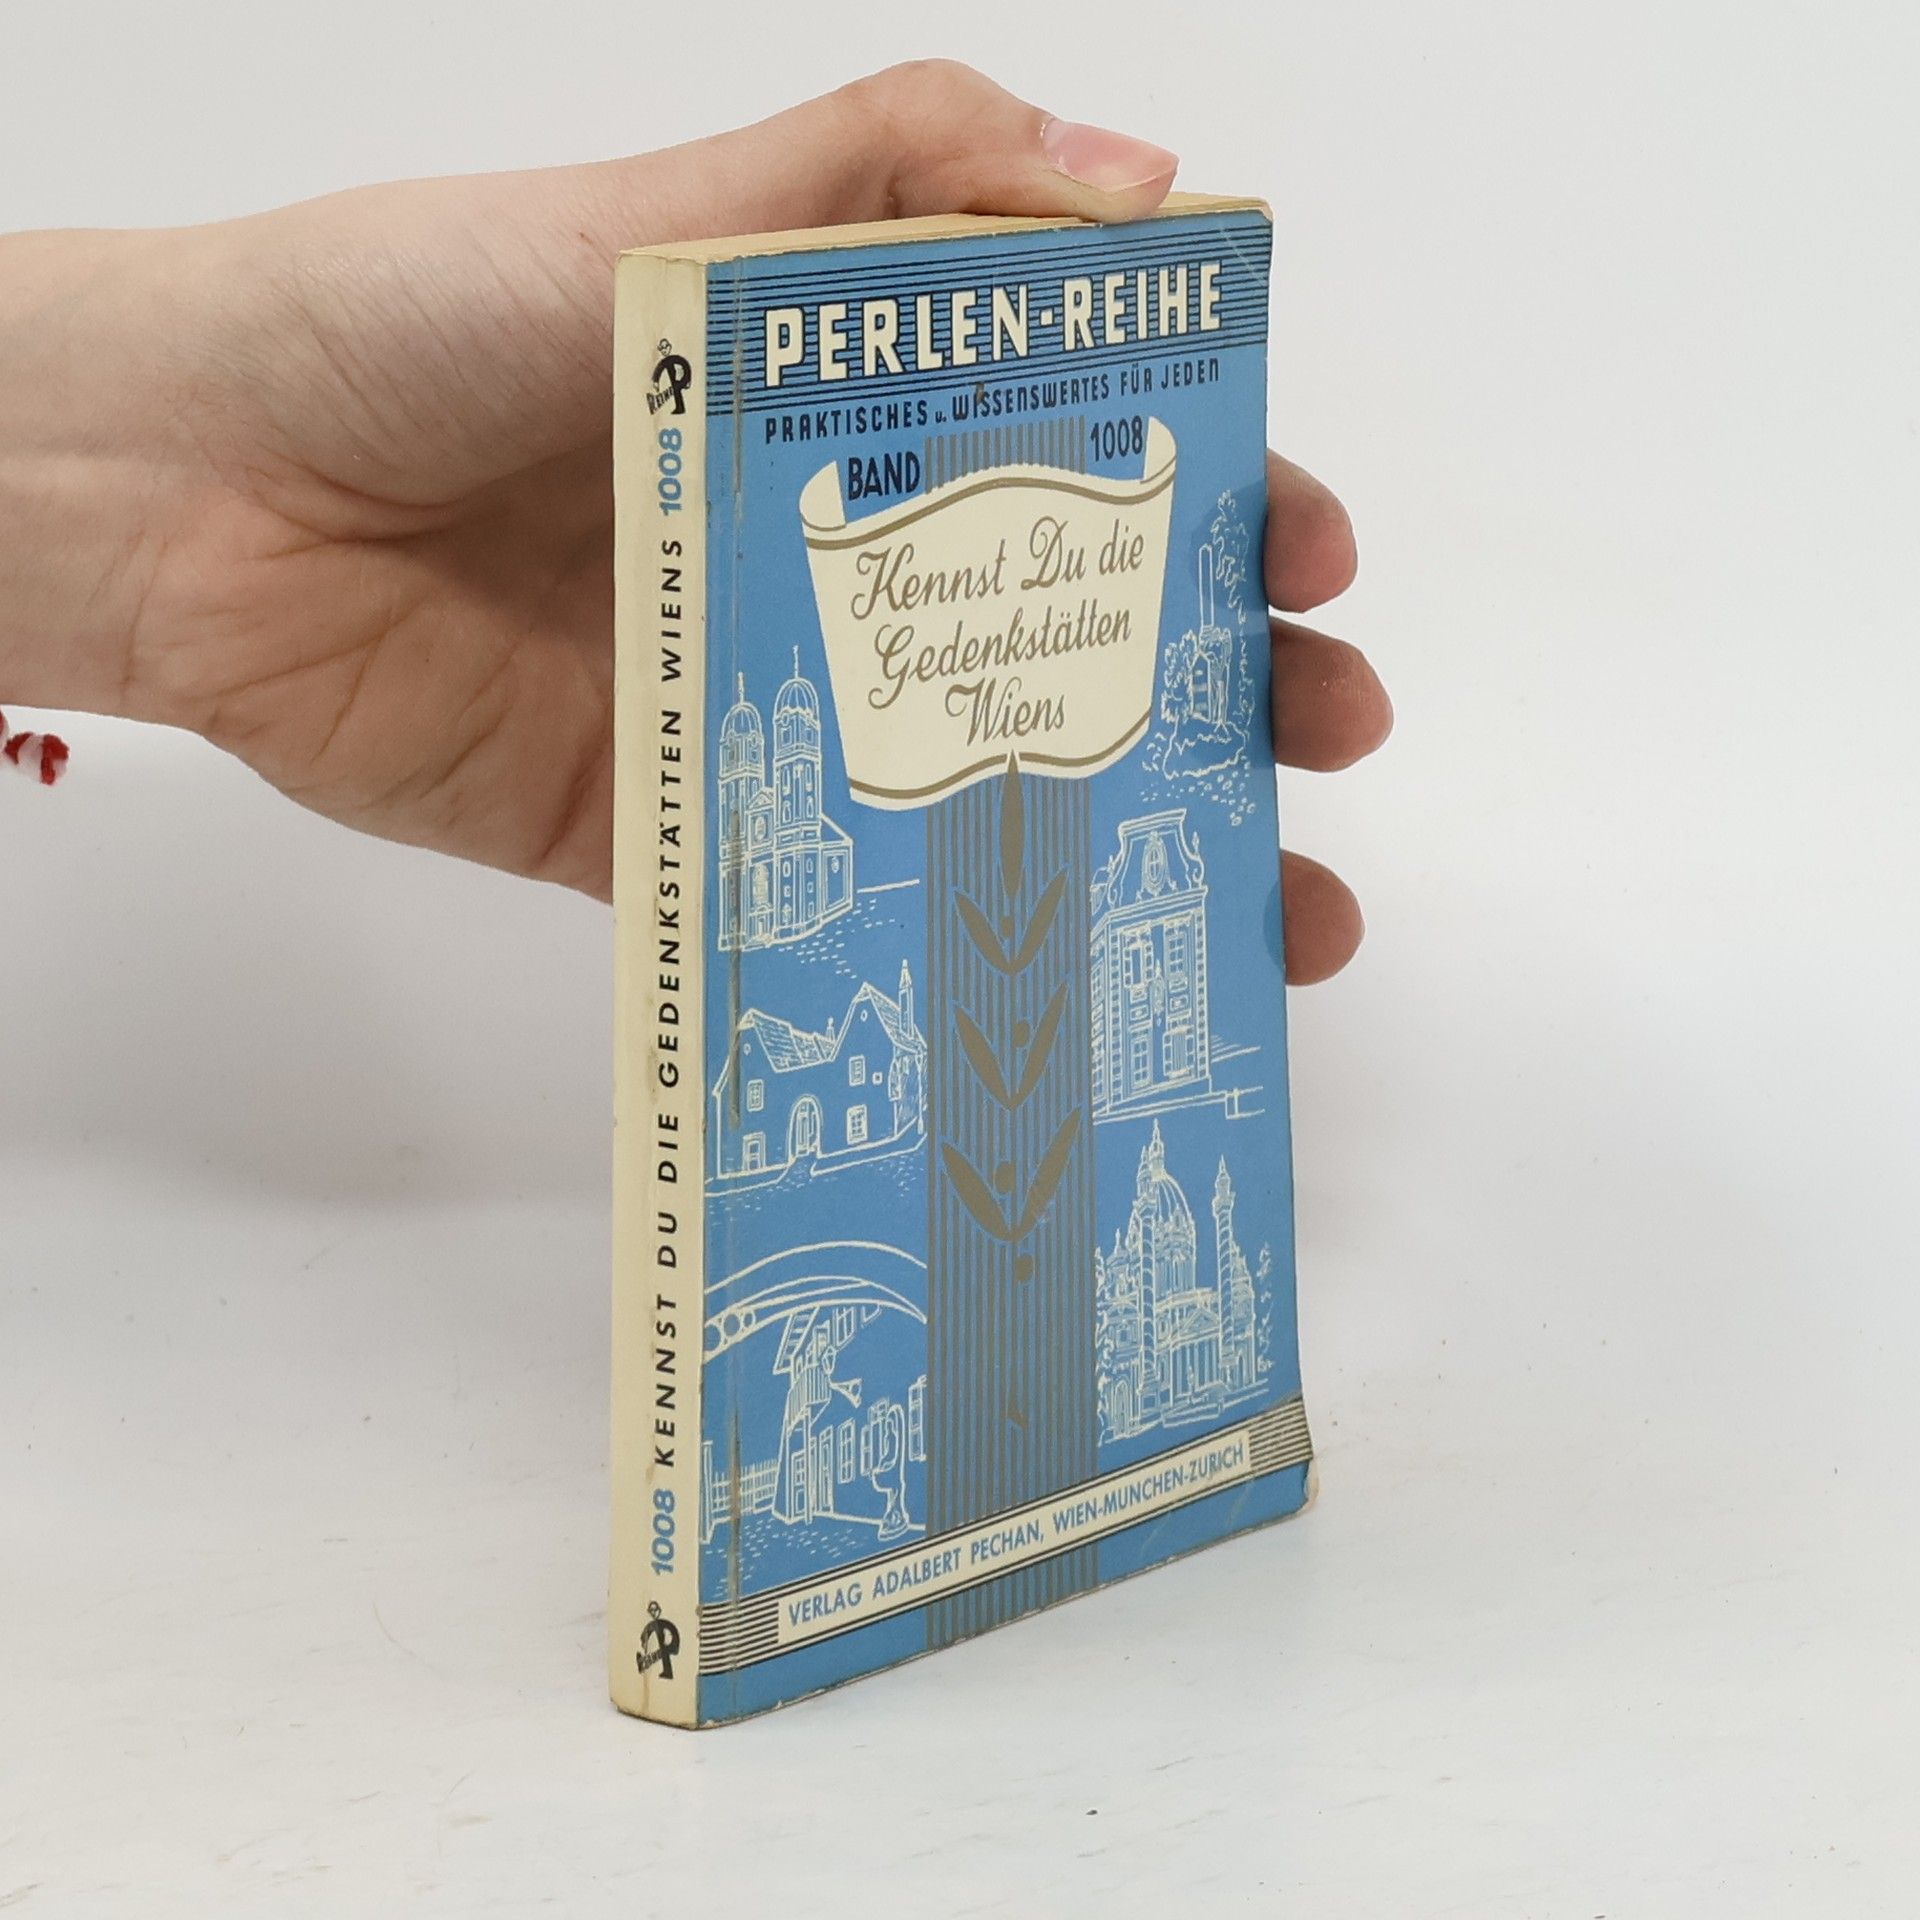 PERLEN-REIHE
PRAKTISCHES u. WISSENSWERTES FÜR JEDEN
BAND 1008
Kennst Du die
Gedenkstätten
Wiens
VERLAG ADALBERT PECHAN, WIEN-MÜNCHEN-ZÜRICH
1008 KENNST DU DIE GEDENKSTÄTTEN WIENS 1008